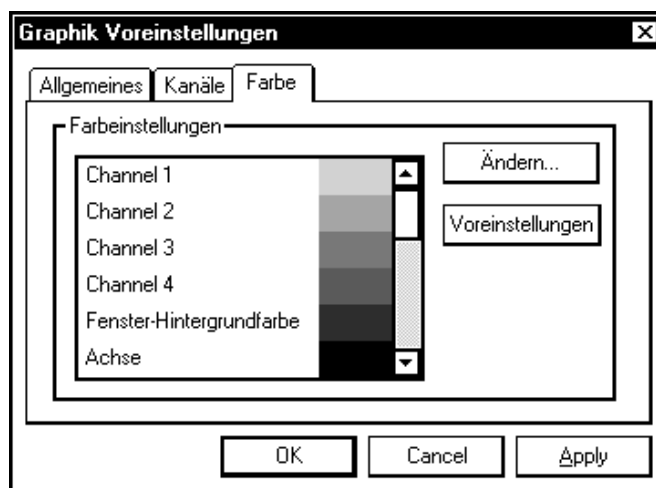 Graphik Voreinstellungen
Allgemeines
Kanäle
Farbe
Farbeinstellungen
Channel 1
Channel 2
Channel 3
Channel 4
Fenster-Hintergrundfarbe
Achse
Ändern...
Voreinstellungen
OK
Cancel
Apply